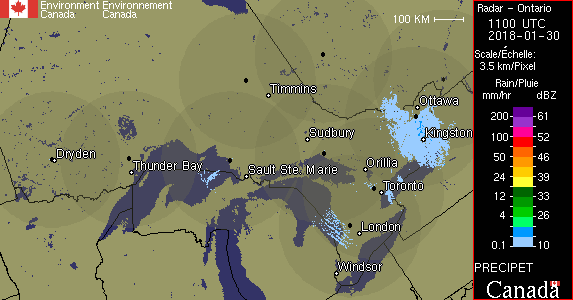 Environment Environnement
Canada Canada
100 KM
Timmins
Ottawa
Sudbury
Kingston
Dryden
Thunder Bay
Sault Ste. Marie
Orillia
Toronto
London
Windsor
Radar - Ontario
1100 UTC
2018-01-30
Scale/Échelle:
3.5 km/Pixel
Rain/Pluie
mm/hr dBZ
200 61
100 52
50 46
24 39
12 33
4 26
1 20
0.1 10
PRECIPET
Canada